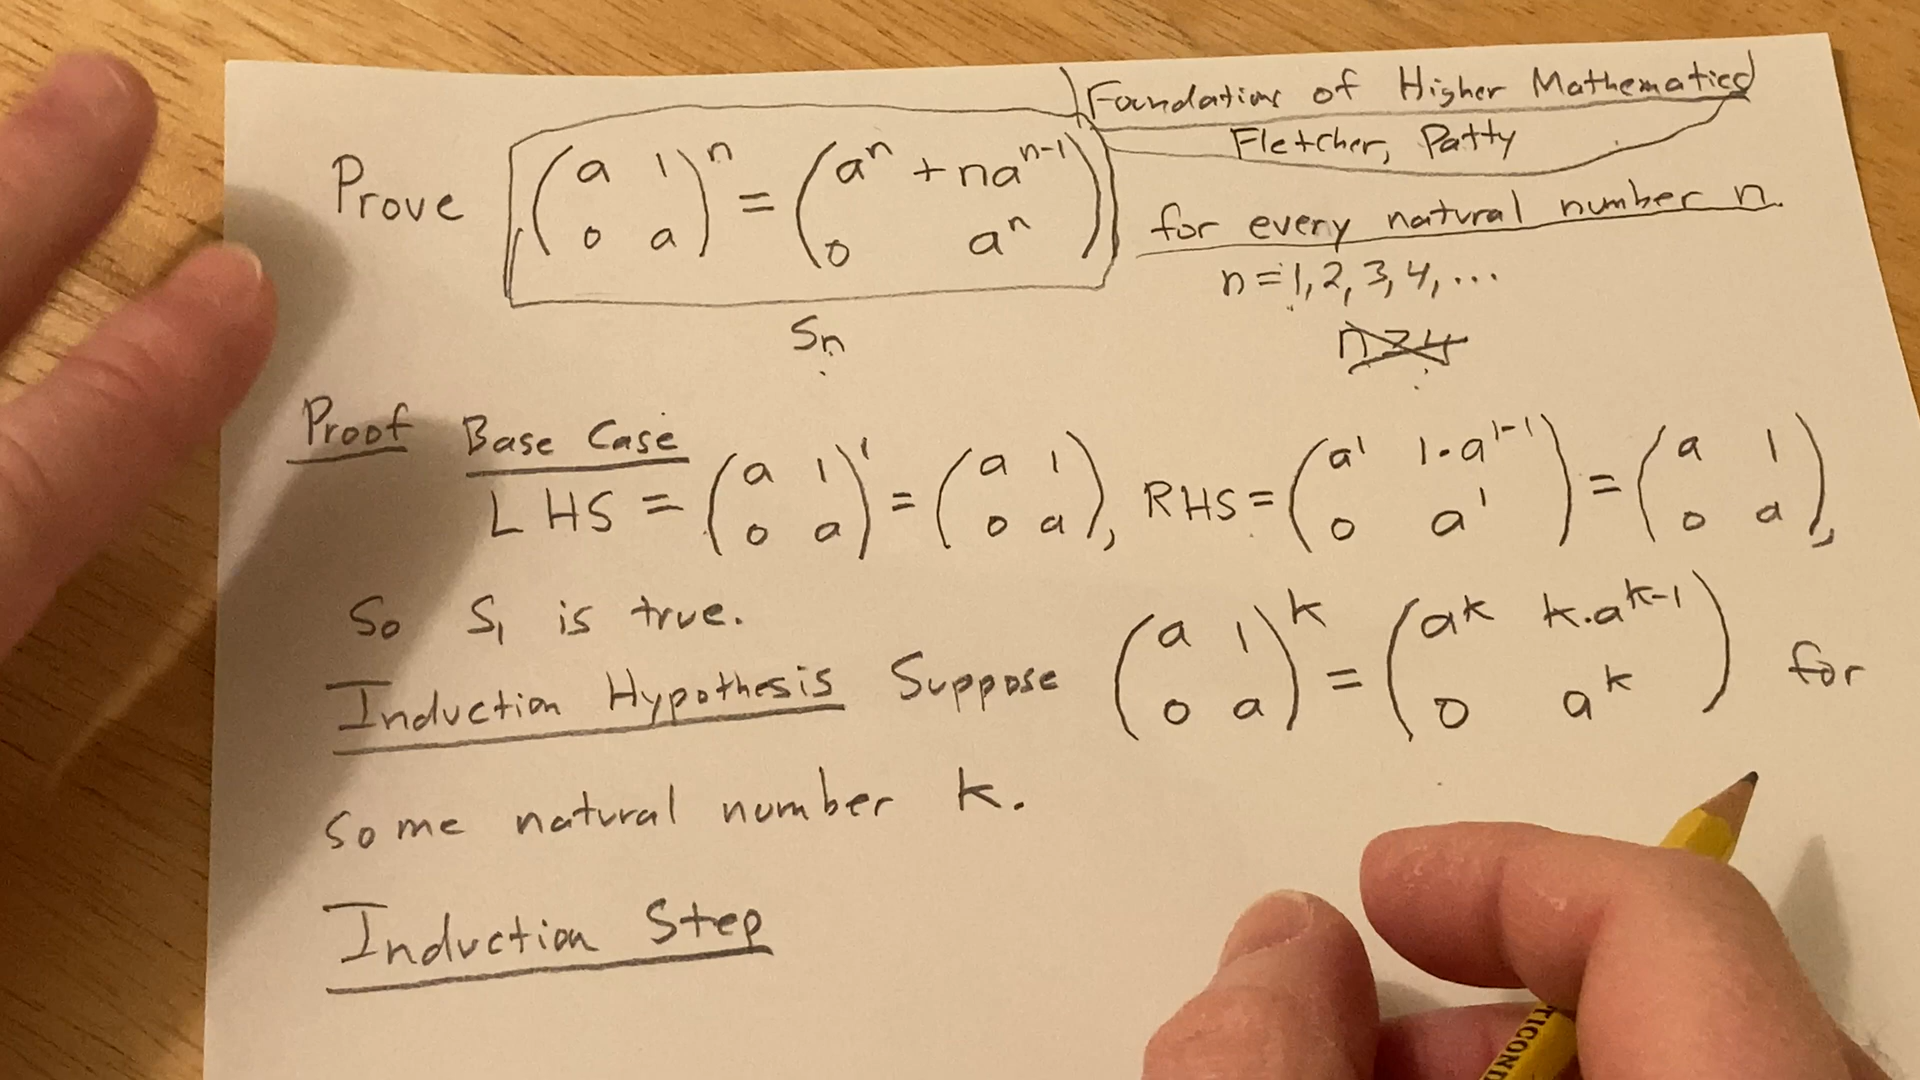 Foundations of Higher Mathematics
Fletcher, Patty
Prove (a 1 / 0 a)^n = (a^n + na^{n-1} / 0 a^n) for every natural number n.
n = 1, 2, 3, 4, ...
S_n
n≥4
Proof Base Case
LHS = (a 1 / 0 a)^1 = (a 1 / 0 a), RHS = (a^1 1·a^{1-1} / 0 a^1) = (a 1 / 0 a),
So S_1 is true.
Induction Hypothesis Suppose (a 1 / 0 a)^k = (a^k k·a^{k-1} / 0 a^k) for
some natural number k.
Induction Step
TICOND